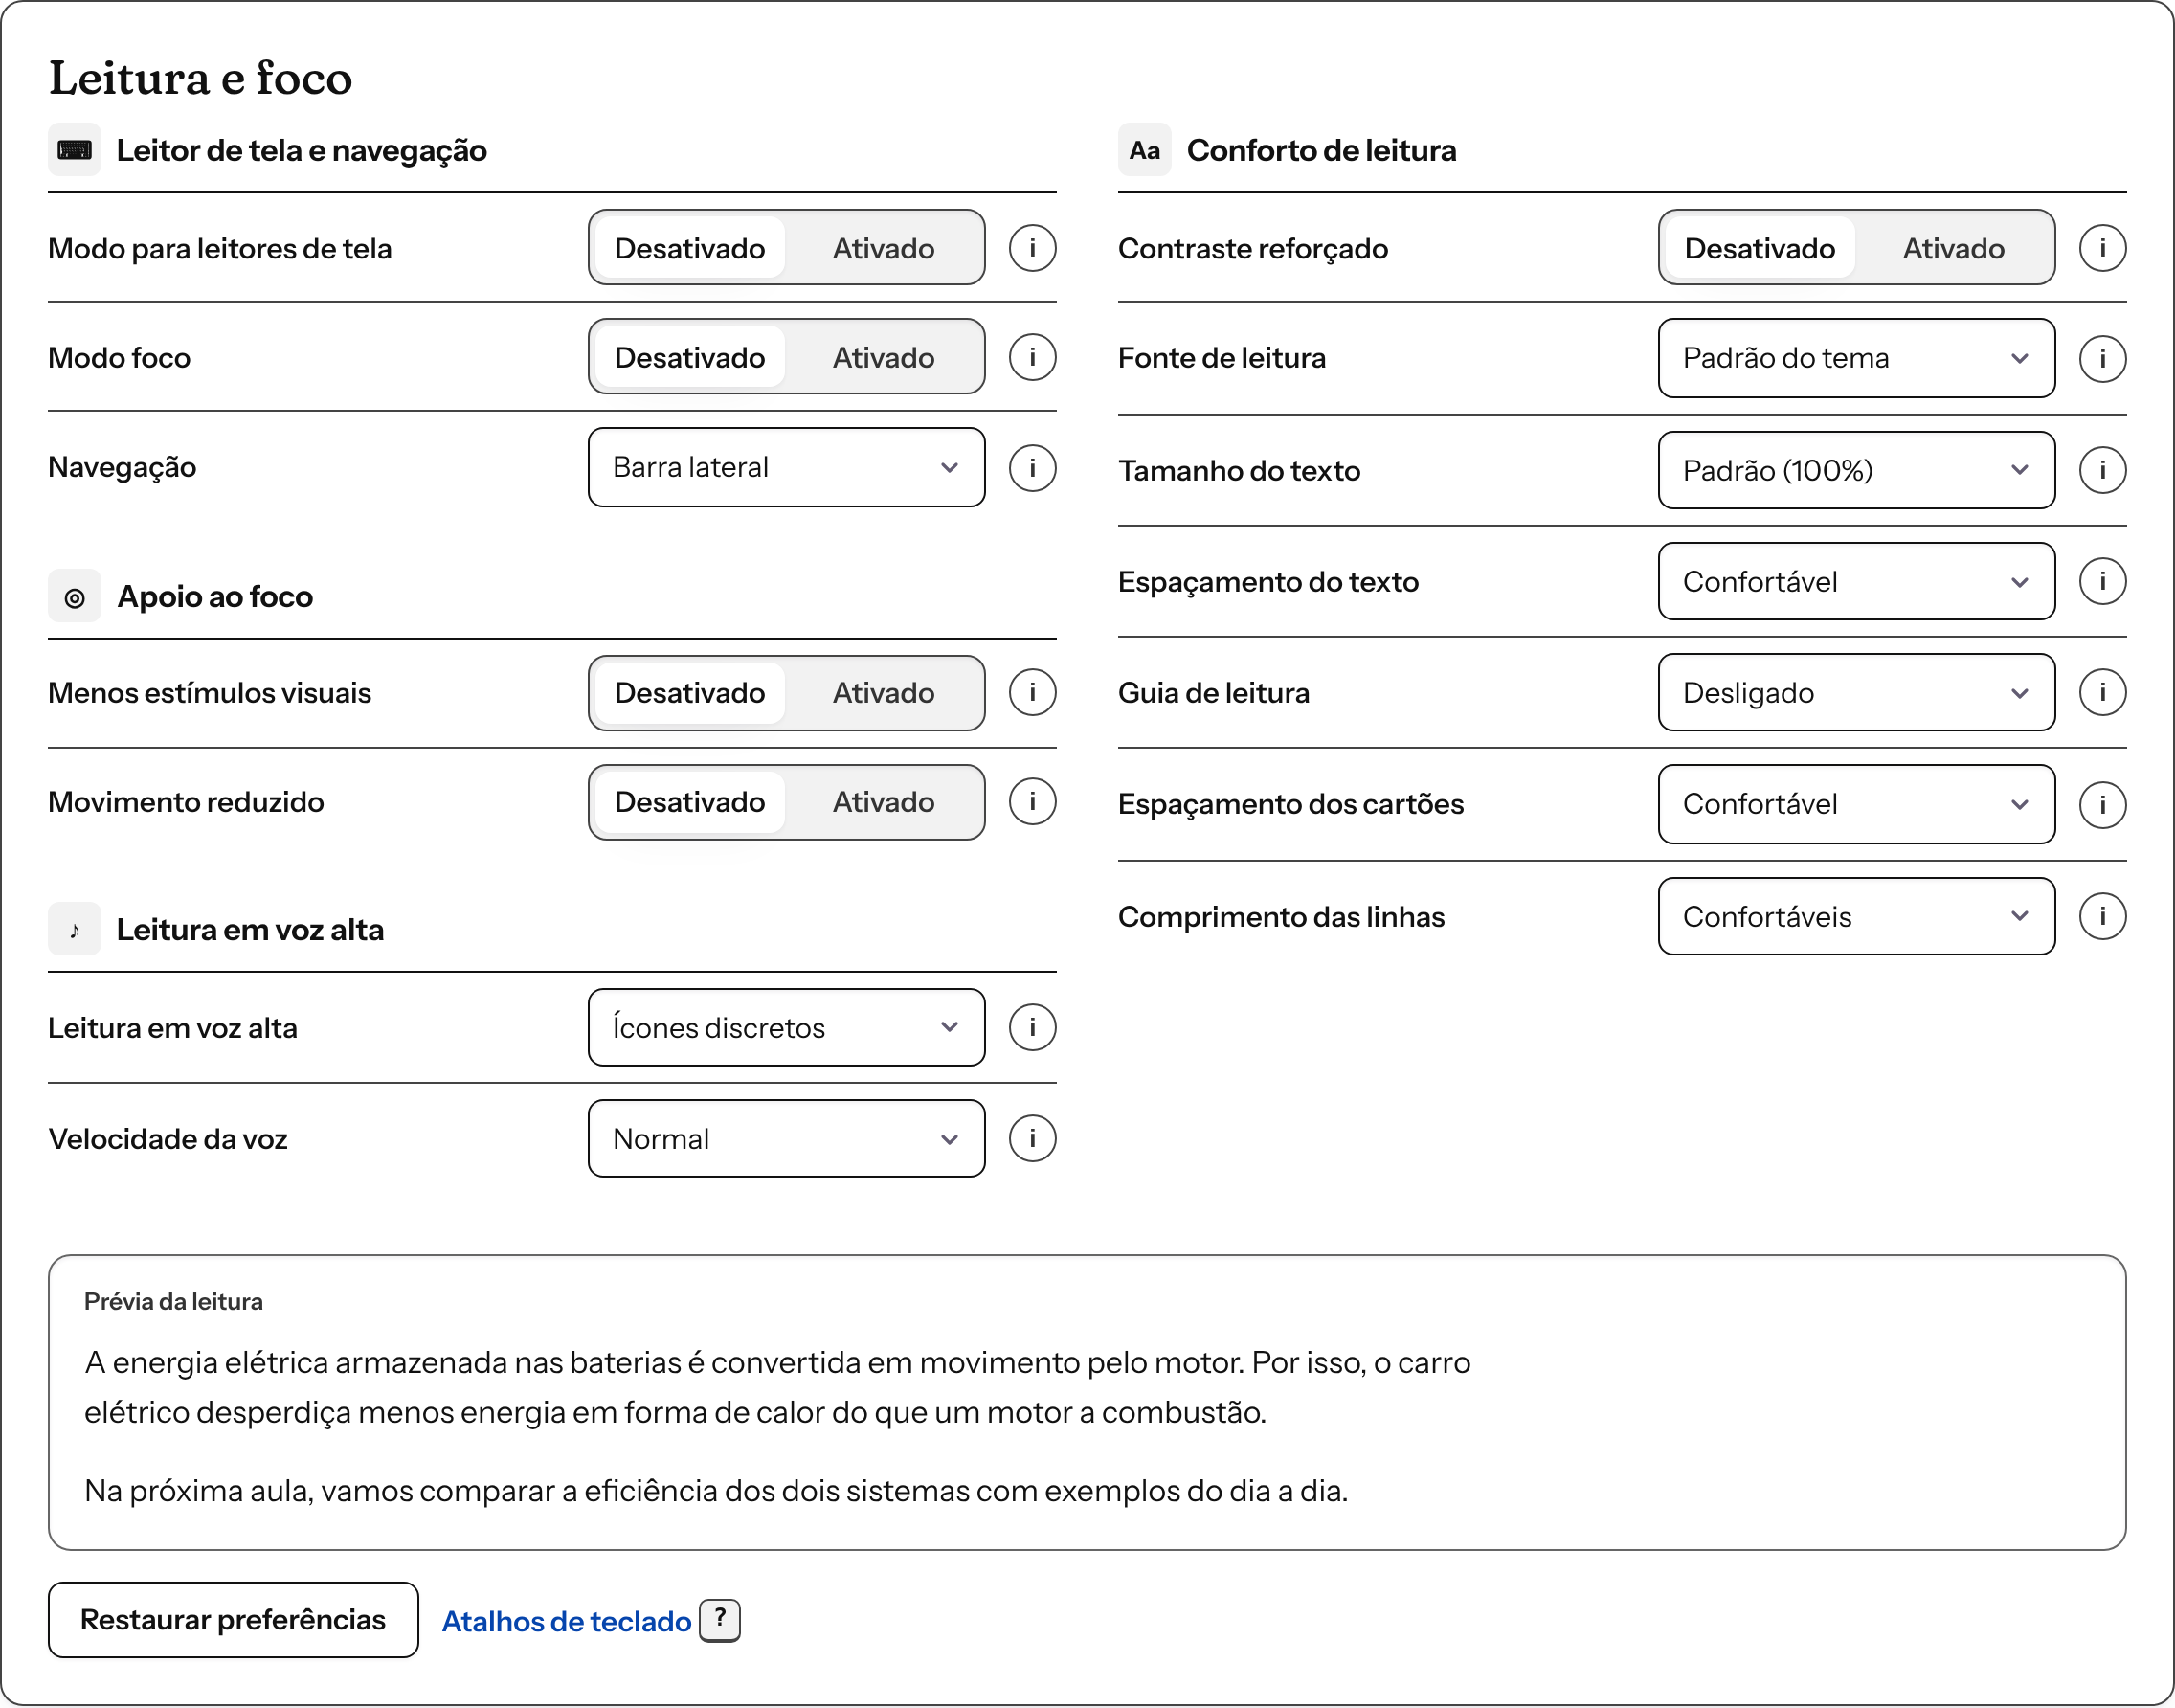 Leitura e foco
Leitor de tela e navegação
Modo para leitores de tela
Desativado Ativado i
Modo foco
Desativado Ativado i
Navegação
Barra lateral i
Apoio ao foco
Menos estímulos visuais
Desativado Ativado i
Movimento reduzido
Desativado Ativado i
Leitura em voz alta
Leitura em voz alta
Ícones discretos i
Velocidade da voz
Normal i
Aa Conforto de leitura
Contraste reforçado
Desativado Ativado i
Fonte de leitura
Padrão do tema i
Tamanho do texto
Padrão (100%) i
Espaçamento do texto
Confortável i
Guia de leitura
Desligado i
Espaçamento dos cartões
Confortável i
Comprimento das linhas
Confortáveis i
Prévia da leitura
A energia elétrica armazenada nas baterias é convertida em movimento pelo motor. Por isso, o carro
elétrico desperdiça menos energia em forma de calor do que um motor a combustão.
Na próxima aula, vamos comparar a eficiência dos dois sistemas com exemplos do dia a dia.
Restaurar preferências
Atalhos de teclado ?